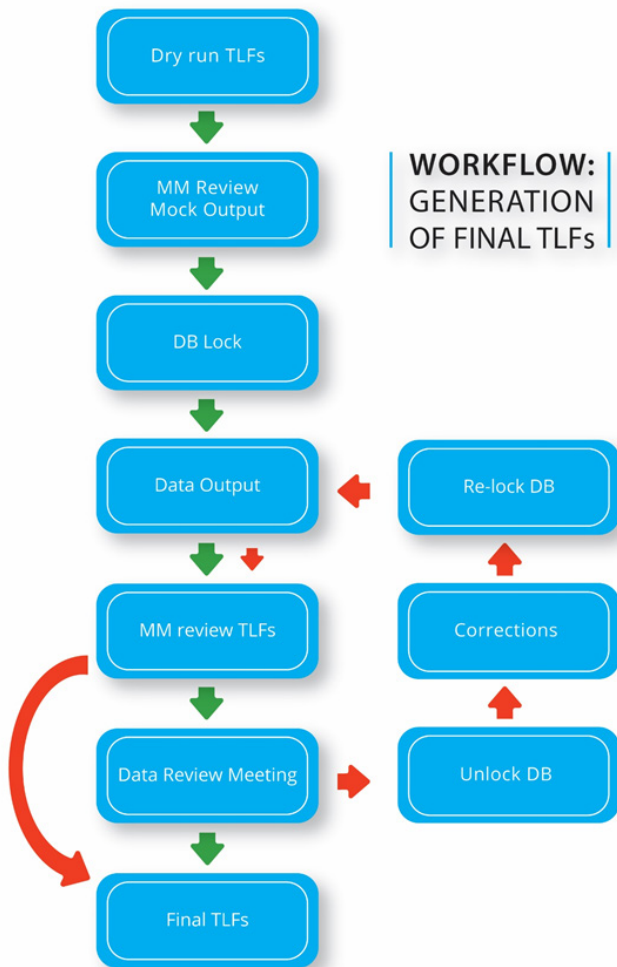 Dry run TLFs
MM Review
Mock Output
WORKFLOW:
GENERATION
OF FINAL TLFs
DB Lock
Data Output
Re-lock DB
MM review TLFs
Corrections
Data Review Meeting
Unlock DB
Final TLFs